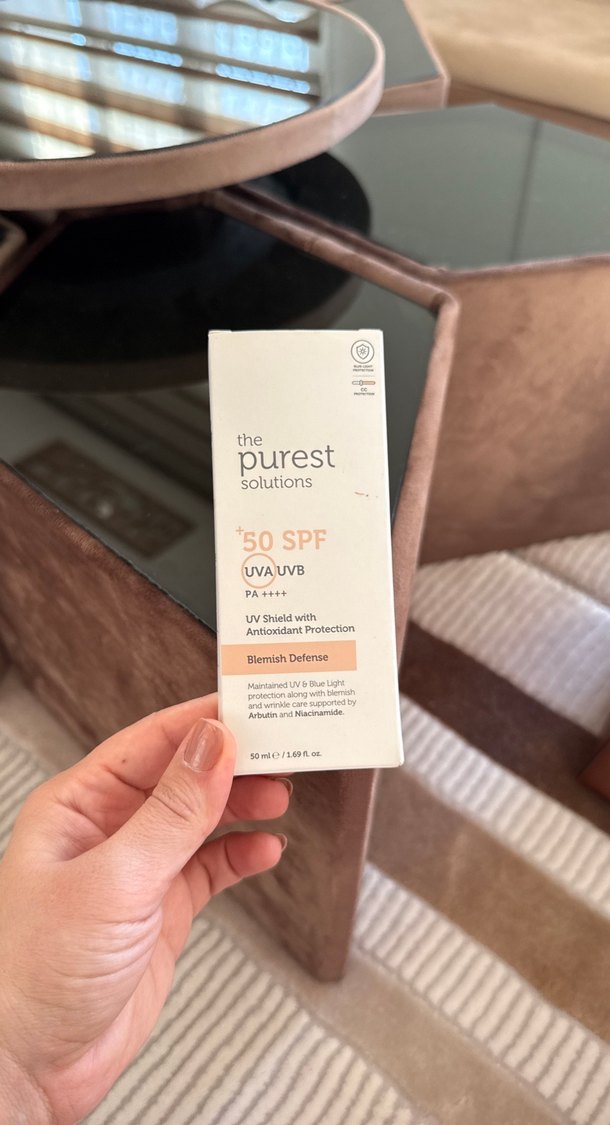 BLUE-LIGHT
PROTECTION
CC
PROTECTION
the
purest
solutions
+50 SPF
UVA UVB
PA ++++
UV Shield with
Antioxidant Protection
Blemish Defense
Maintained UV & Blue Light
protection along with blemish
and wrinkle care supported by
Arbutin and Niacinamide.
50 ml ℮ / 1.69 fl. oz.